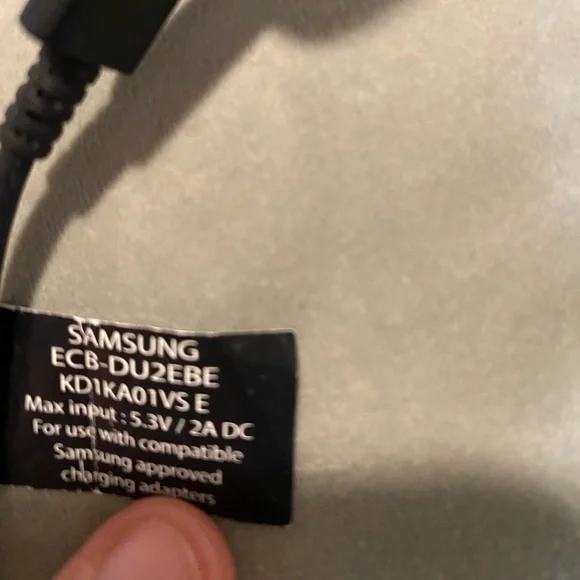 SAMSUNG
ECB-DU2EBE
KD1KA01VS E
Max input : 5.3V / 2A DC
For use with compatible
Samsung approved
charging adapters